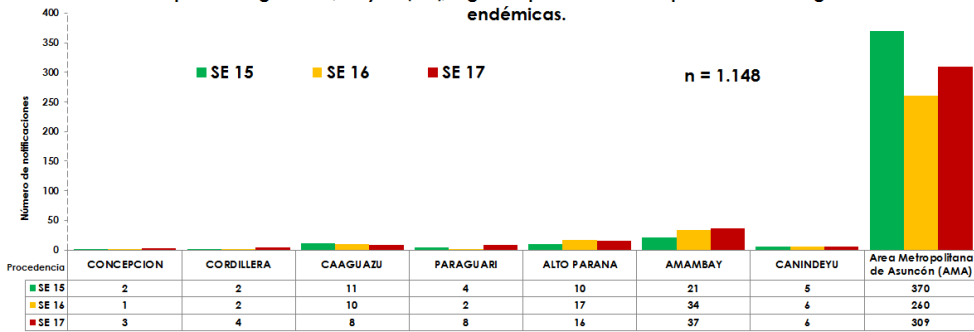 endémicas.
400
350
300
250
200
150
100
50
0
Número de notificaciones
SE 15 SE 16 SE 17
n = 1.148
Procedencia CONCEPCION CORDILLERA CAAGUAZU PARAGUARI ALTO PARANA AMAMBAY CANINDEYU Area Metropolitana de Asuncón (AMA)
SE 15 2 2 11 4 10 21 5 370
SE 16 1 2 10 2 17 34 6 260
SE 17 3 4 8 8 16 37 6 309